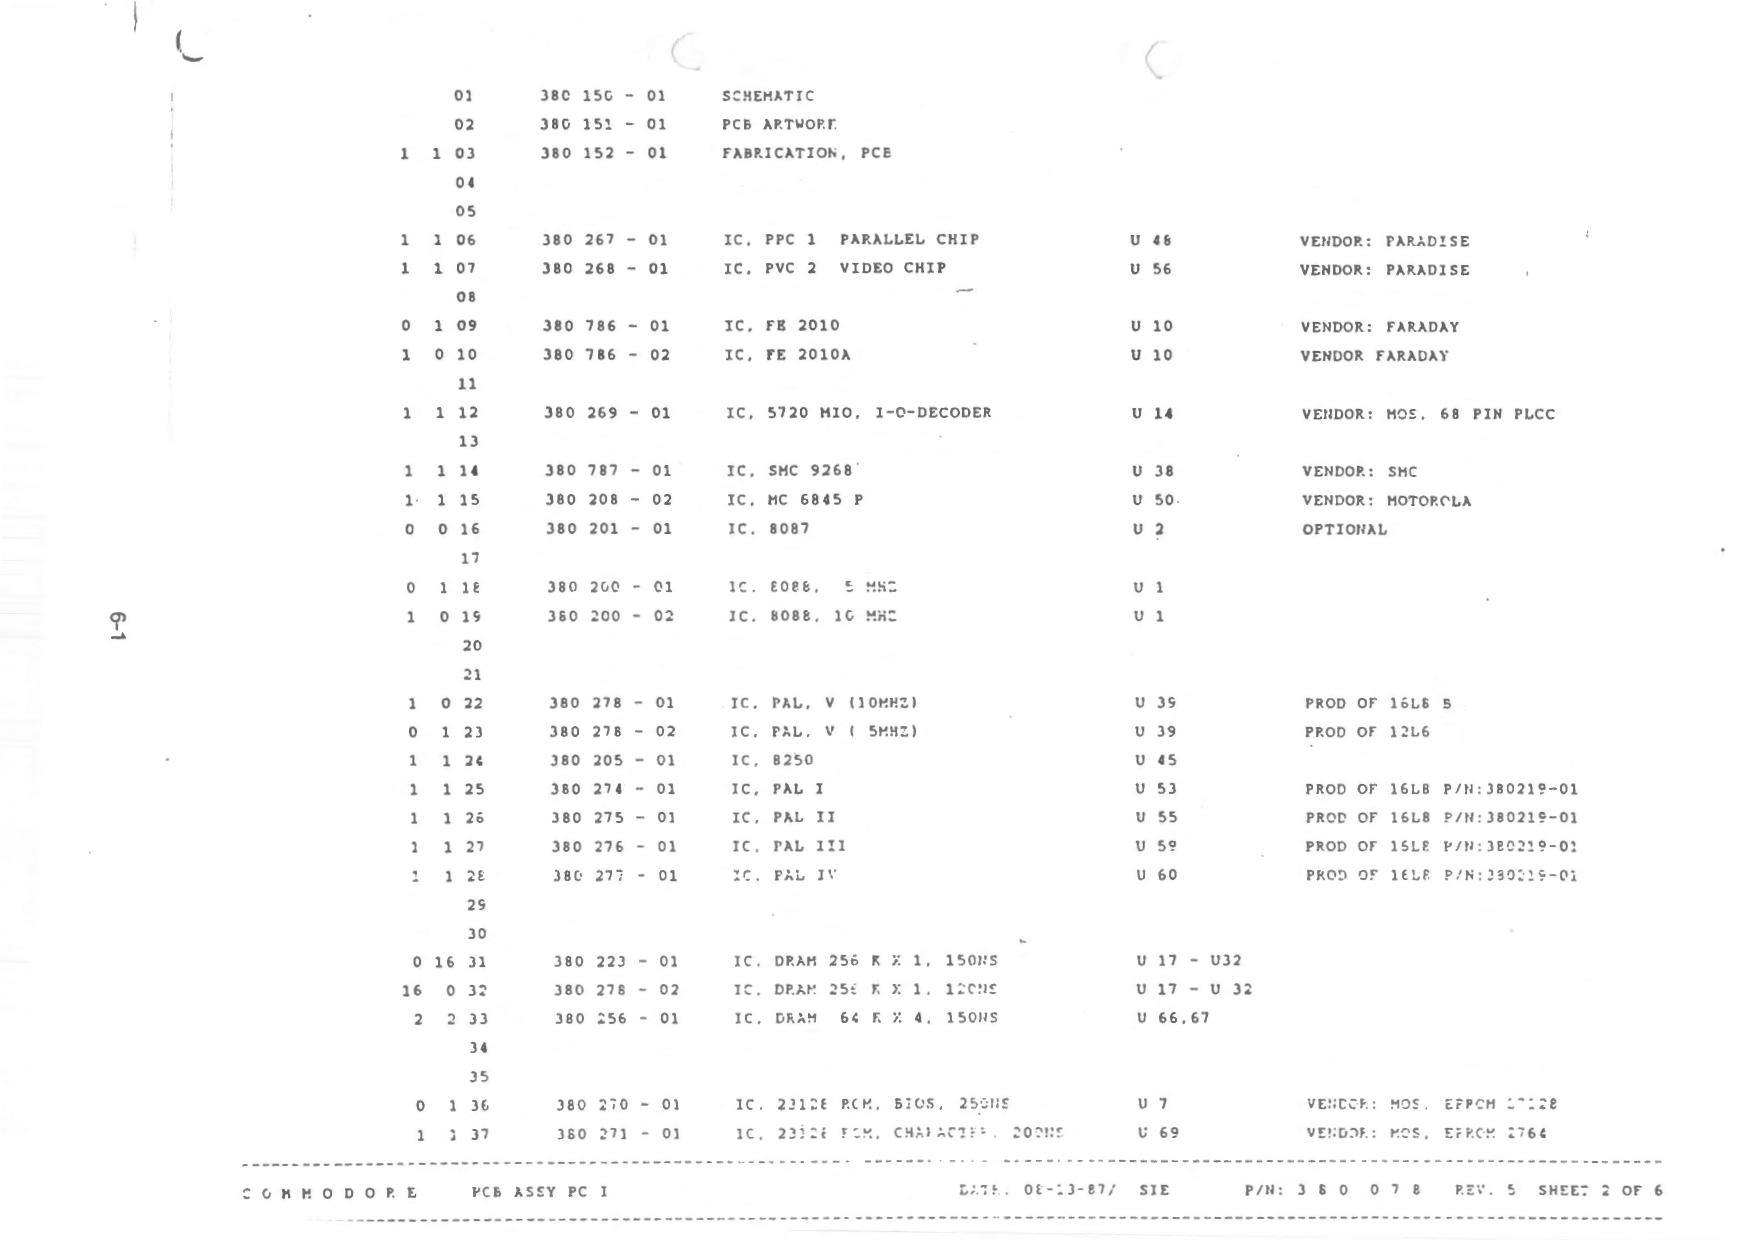 01 380 150 - 01 SCHEMATIC
02 380 151 - 01 PCB ARTWORK
1 1 03 380 152 - 01 FABRICATION, PCB
04
05
1 1 06 380 267 - 01 IC, PPC 1 PARALLEL CHIP U 48 VENDOR: PARADISE
1 1 07 380 268 - 01 IC, PVC 2 VIDEO CHIP U 56 VENDOR: PARADISE
08
0 1 09 380 786 - 01 IC, FE 2010 U 10 VENDOR: FARADAY
1 0 10 380 786 - 02 IC, FE 2010A U 10 VENDOR FARADAY
11
1 1 12 380 269 - 01 IC, 5720 MIO, I-O-DECODER U 14 VENDOR: MOS, 68 PIN PLCC
13
1 1 14 380 787 - 01 IC, SMC 9268 U 38 VENDOR: SMC
1 1 15 380 208 - 02 IC, MC 6845 P U 50 VENDOR: MOTOROLA
0 0 16 380 201 - 01 IC, 8087 U 2 OPTIONAL
17
0 1 18 380 200 - 01 IC, 8088, 5 MHZ U 1
1 0 19 380 200 - 02 IC, 8088, 10 MHZ U 1
20
21
1 0 22 380 278 - 01 IC, PAL, V (10MHZ) U 39 PROD OF 16L8 B
0 1 23 380 278 - 02 IC, PAL, V ( 5MHZ) U 39 PROD OF 12L6
1 1 24 380 205 - 01 IC, 8250 U 45
1 1 25 380 274 - 01 IC, PAL I U 53 PROD OF 16L8 P/N:380219-01
1 1 26 380 275 - 01 IC, PAL II U 55 PROD OF 16L8 P/N:380219-01
1 1 27 380 276 - 01 IC, PAL III U 59 PROD OF 16L8 P/N:380219-01
1 1 28 380 277 - 01 IC, PAL IV U 60 PROD OF 16L8 P/N:380219-01
29
30
0 16 31 380 223 - 01 IC, DRAM 256 K X 1, 150NS U 17 - U32
16 0 32 380 278 - 02 IC, DRAM 256 K X 1, 120NS U 17 - U 32
2 2 33 380 256 - 01 IC, DRAM 64 K X 4, 150NS U 66,67
34
35
0 1 36 380 270 - 01 IC, 23128 ROM, BIOS, 250NS U 7 VENDOR: MOS, EPROM 27128
1 1 37 380 271 - 01 IC, ROM, CHARACTER, 200NS U 69 VENDOR: MOS, EPROM 2764
COMMODORE PCB ASSY PC I DATE. 08-13-87/ SIE P/N: 3 8 0 0 7 8 REV. 5 SHEET 2 OF 6
6-1